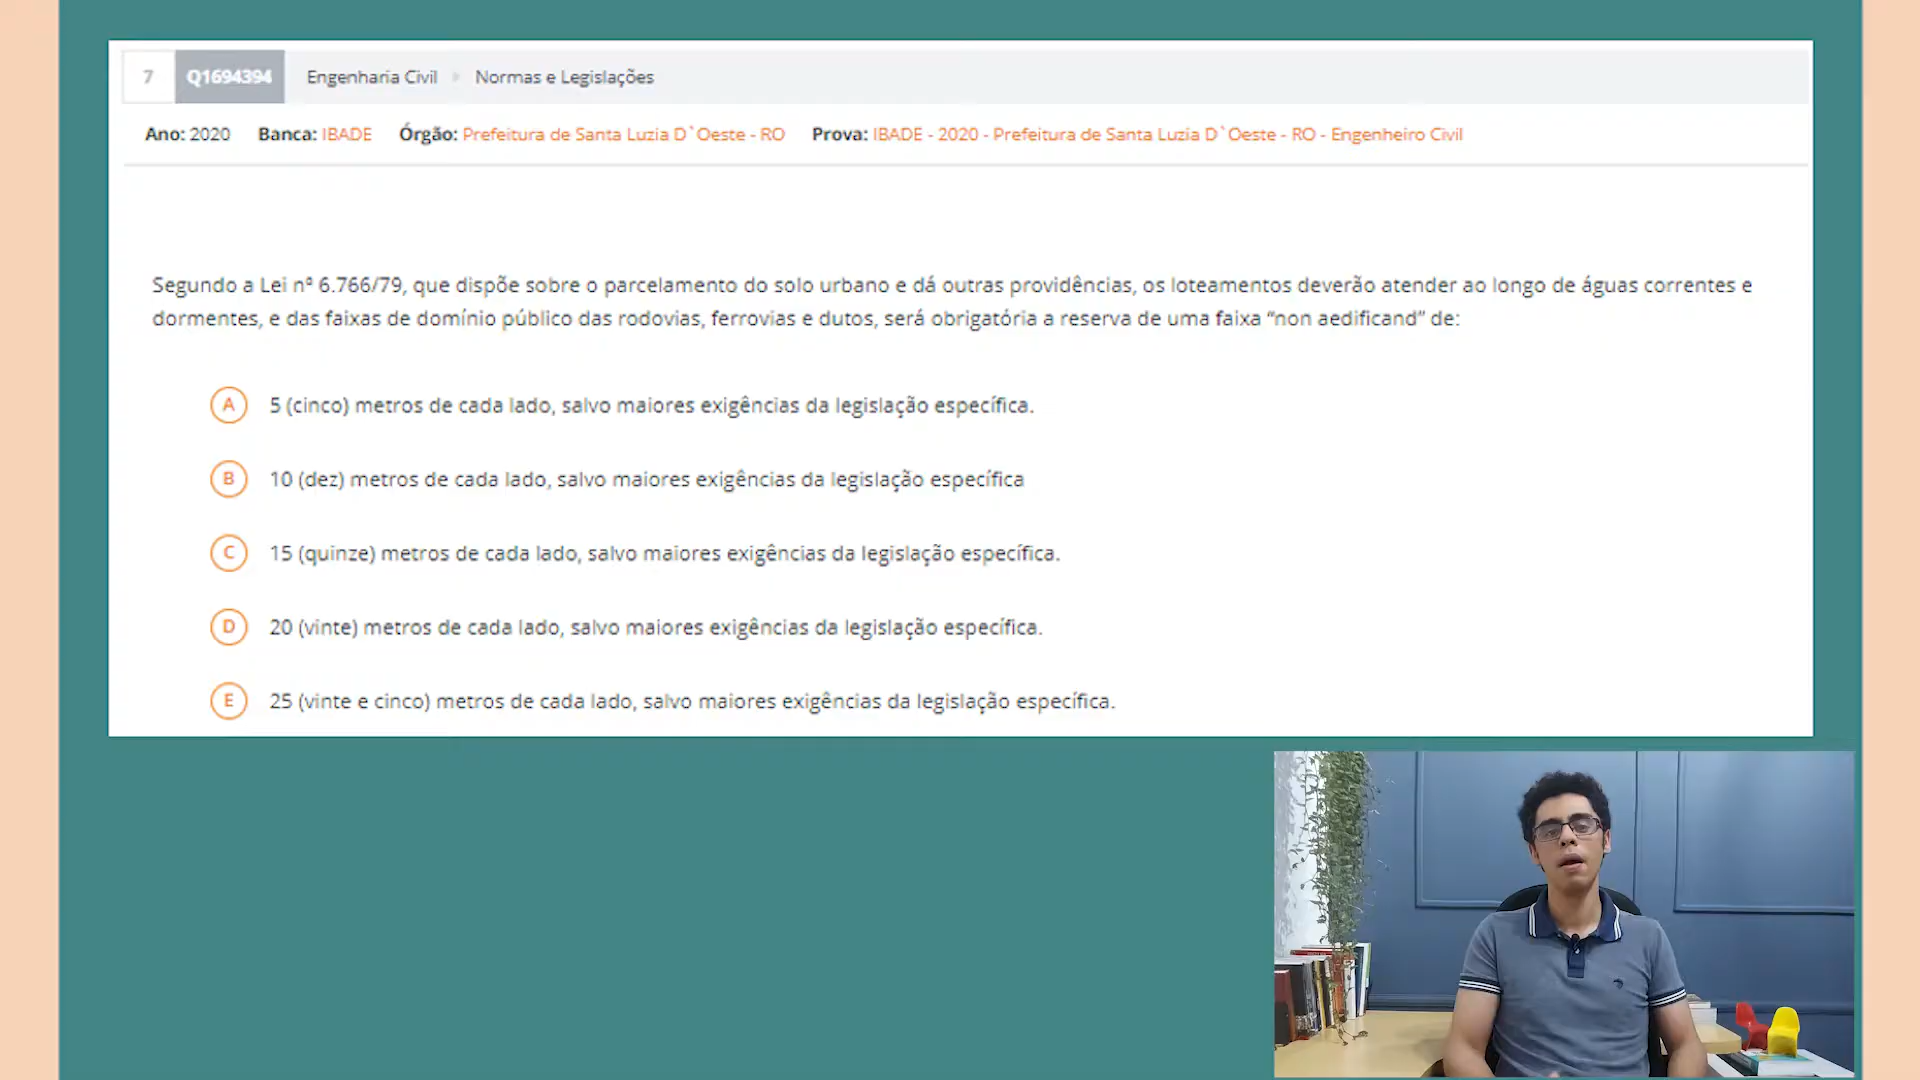 7 Q1694394 Engenharia Civil Normas e Legislações
Ano: 2020 Banca: IBADE Órgão: Prefeitura de Santa Luzia D`Oeste - RO Prova: IBADE - 2020 - Prefeitura de Santa Luzia D`Oeste - RO - Engenheiro Civil
Segundo a Lei nº 6.766/79, que dispõe sobre o parcelamento do solo urbano e dá outras providências, os loteamentos deverão atender ao longo de águas correntes e
dormentes, e das faixas de domínio público das rodovias, ferrovias e dutos, será obrigatória a reserva de uma faixa “non aedificand” de:
A 5 (cinco) metros de cada lado, salvo maiores exigências da legislação específica.
B 10 (dez) metros de cada lado, salvo maiores exigências da legislação específica
C 15 (quinze) metros de cada lado, salvo maiores exigências da legislação específica.
D 20 (vinte) metros de cada lado, salvo maiores exigências da legislação específica.
E 25 (vinte e cinco) metros de cada lado, salvo maiores exigências da legislação específica.